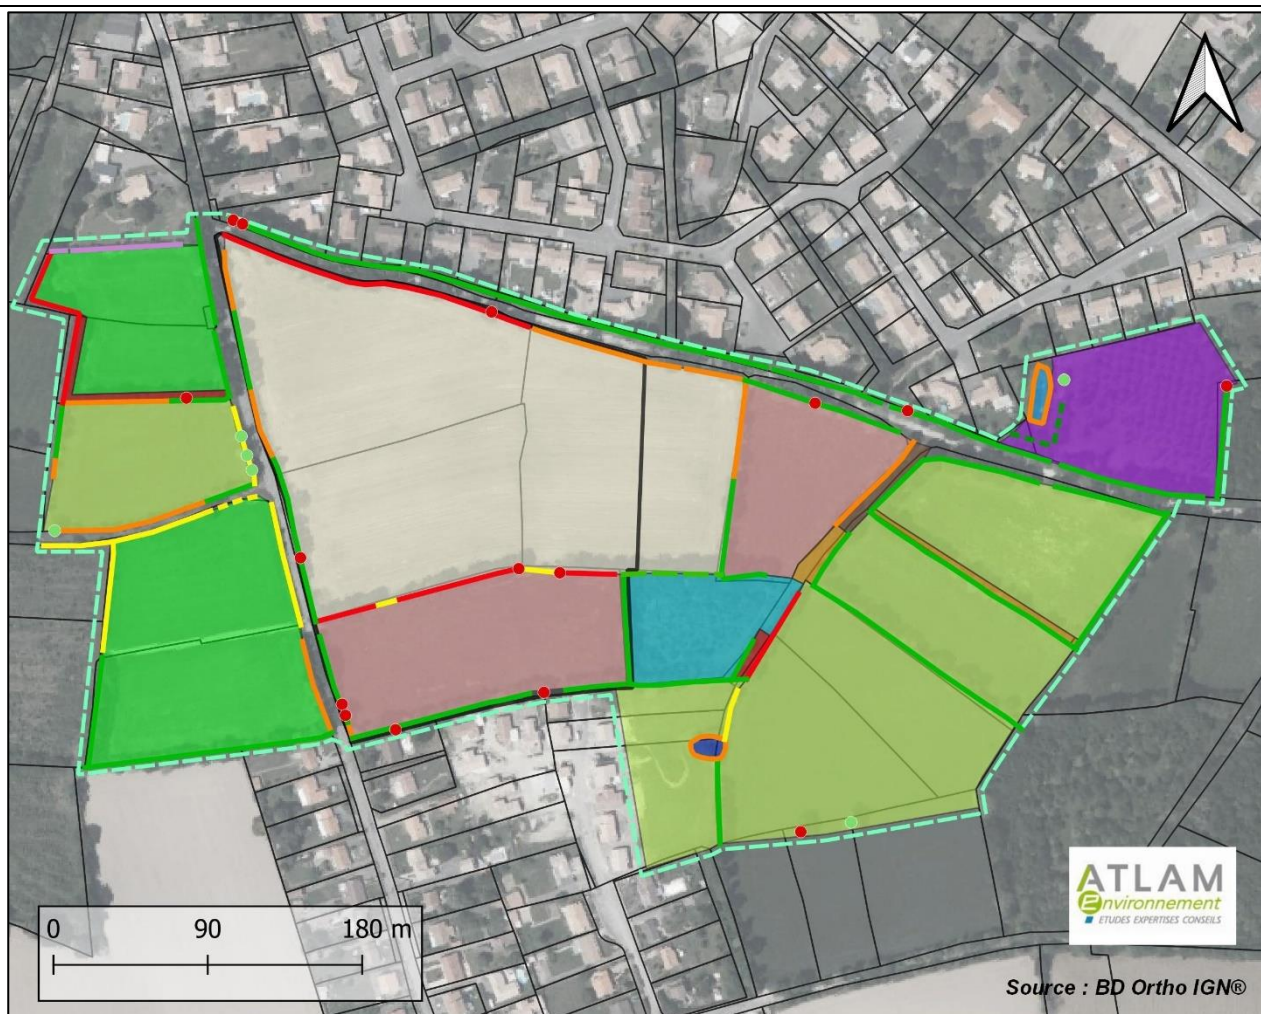 ATLAM
environnement
ETUDES EXPERTISES CONSEILS
0 90 180 m
Source : BD Ortho IGN®